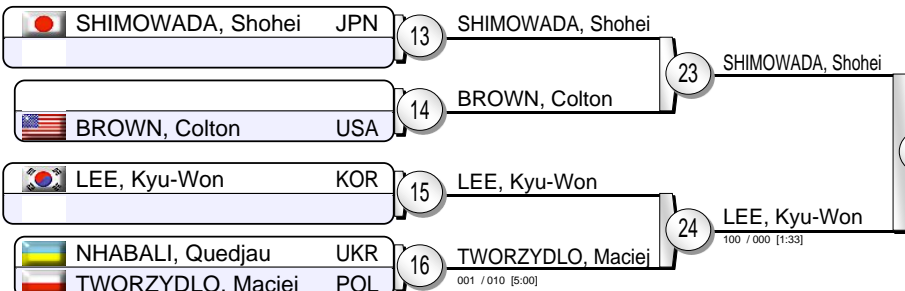 SHIMOWADA, Shohei JPN
13
SHIMOWADA, Shohei
23
SHIMOWADA, Shohei
14
BROWN, Colton
BROWN, Colton USA
LEE, Kyu-Won KOR
15
LEE, Kyu-Won
24
LEE, Kyu-Won
100 / 000 [1:33]
NHABALI, Quedjau UKR
16
TWORZYDLO, Maciej
001 / 010 [5:00]
TWORZYDLO, Maciej POL